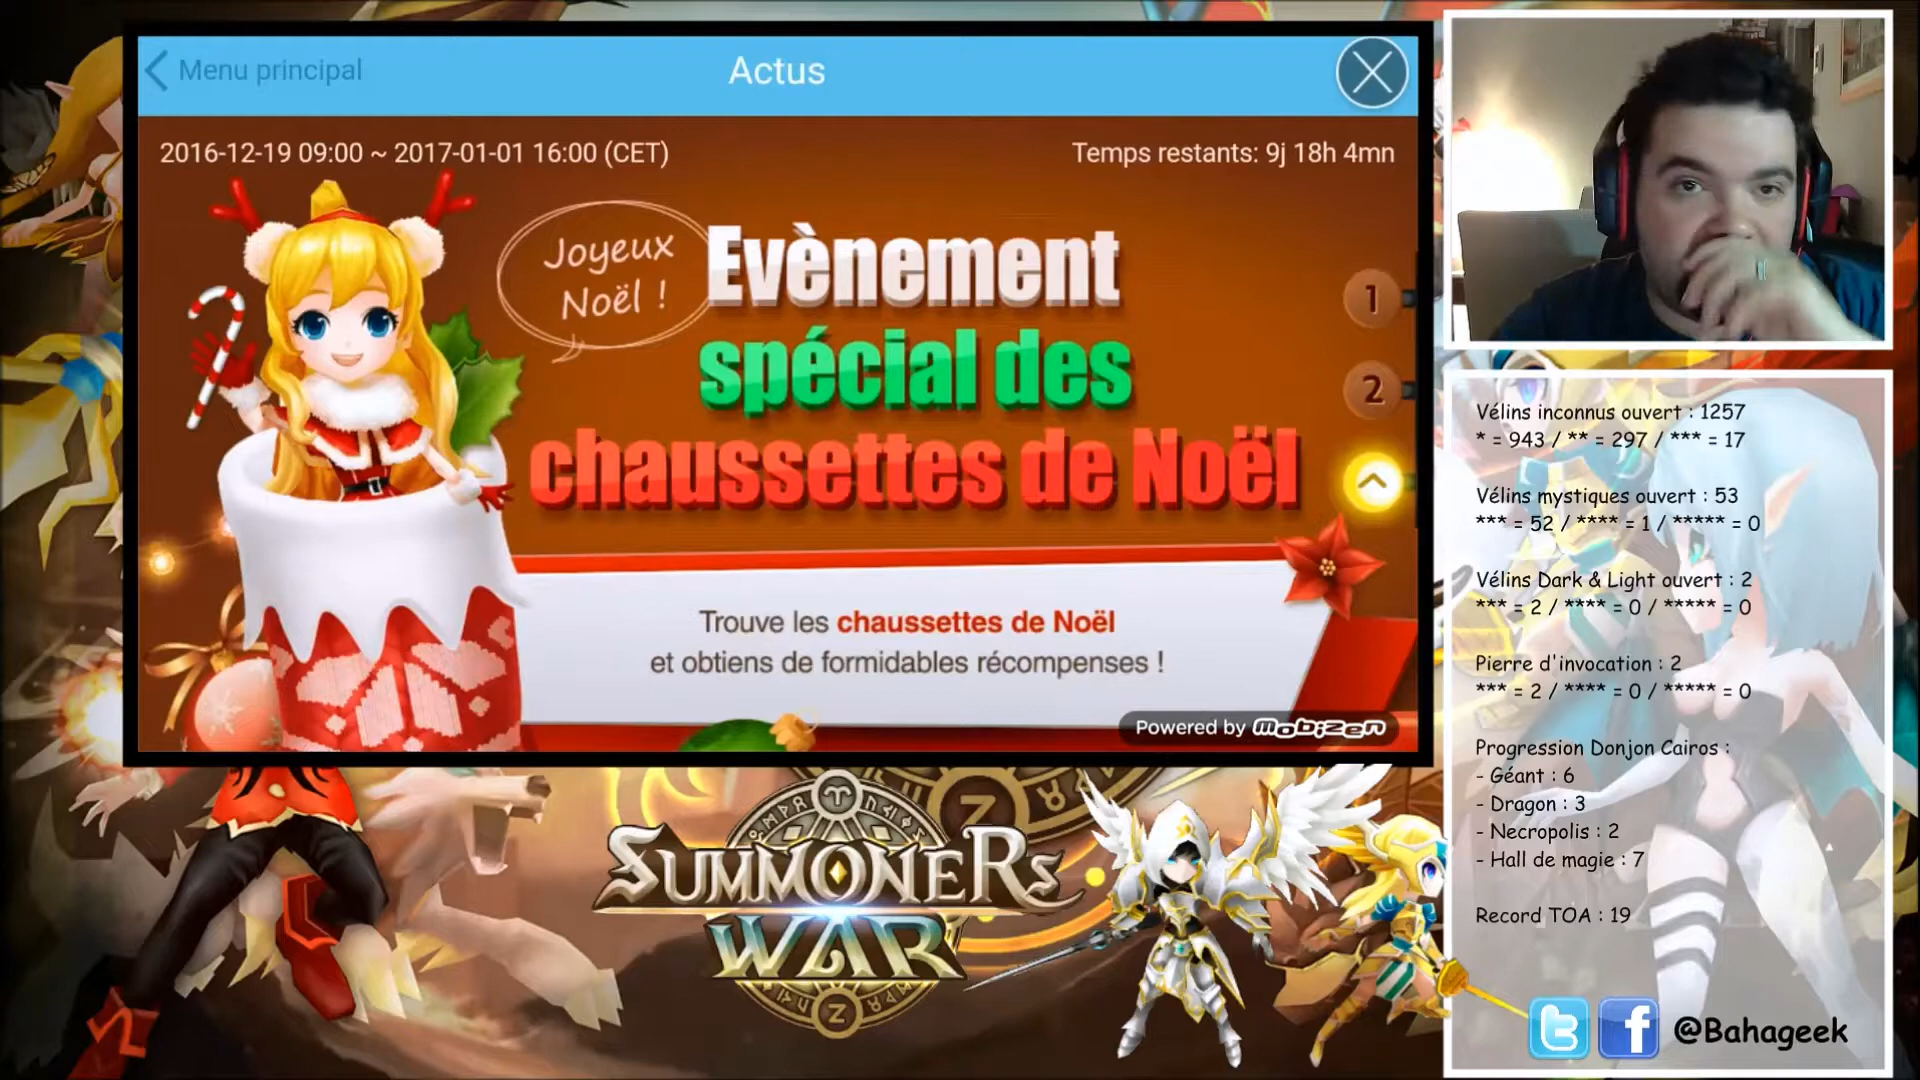 Menu principal
Actus
2016-12-19 09:00 ~ 2017-01-01 16:00 (CET)
Temps restants: 9j 18h 4mn
Joyeux
Noël !
Evènement
spécial des
chaussettes de Noël
1
2
Trouve les chaussettes de Noël
et obtiens de formidables récompenses !
Powered by mobizen
SUMMONERS
WAR
Vélins inconnus ouvert : 1257
* = 943 / ** = 297 / *** = 17
Vélins mystiques ouvert : 53
*** = 52 / **** = 1 / ***** = 0
Vélins Dark & Light ouvert : 2
*** = 2 / **** = 0 / ***** = 0
Pierre d'invocation : 2
*** = 2 / **** = 0 / ***** = 0
Progression Donjon Cairos :
- Géant : 6
- Dragon : 3
- Necropolis : 2
- Hall de magie : 7
Record TOA : 19
@Bahageek